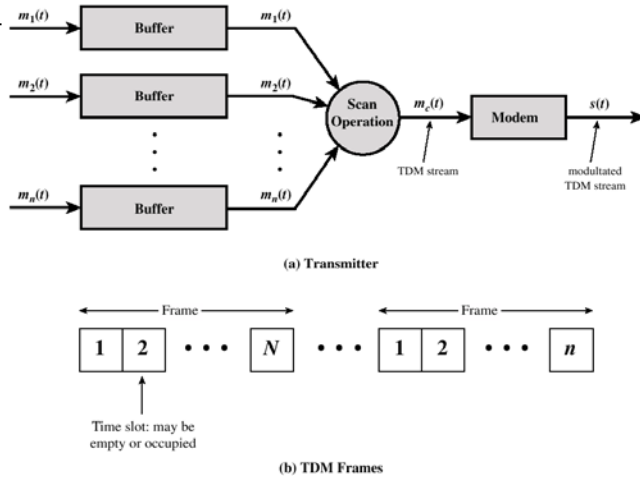 m1(t) Buffer m1(t)
m2(t) Buffer m2(t)
Scan
Operation
mc(t) Modem s(t)
TDM stream
modultated
TDM stream
mn(t) Buffer mn(t)
(a) Transmitter
Frame Frame
1 2 • • • N • • • 1 2 • • • n
Time slot: may be
empty or occupied
(b) TDM Frames